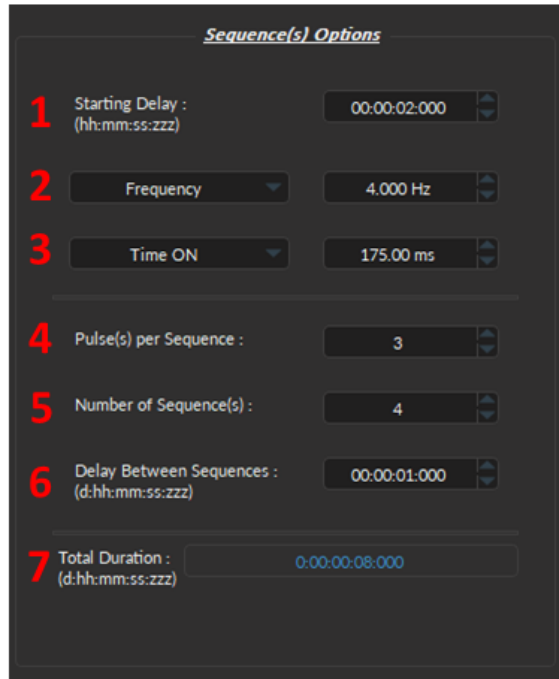 Sequence(s) Options
1 Starting Delay : 00:00:02:000
(hh:mm:ss:zzz)
2 Frequency 4.000 Hz
3 Time ON 175.00 ms
4 Pulse(s) per Sequence : 3
5 Number of Sequence(s) : 4
6 Delay Between Sequences : 00:00:01:000
(d:hh:mm:ss:zzz)
7 Total Duration : 0:00:00:08:000
(d:hh:mm:ss:zzz)